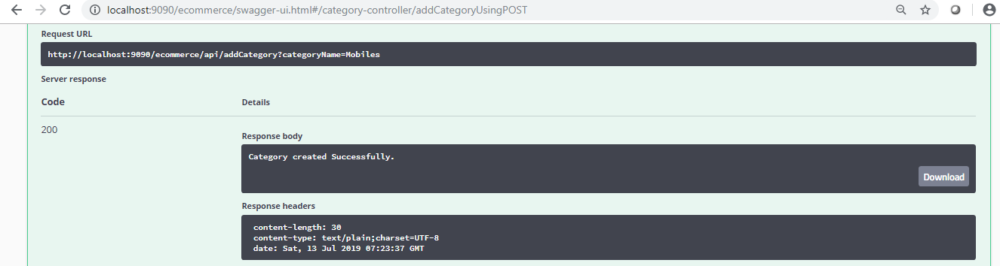 localhost:9090/ecommerce/swagger-ui.html#/category-controller/addCategoryUsingPOST
Request URL
http://localhost:9090/ecommerce/api/addCategory?categoryName=Mobiles
Server response
Code Details
200
Response body
Category created Successfully.
Download
Response headers
content-length: 30
content-type: text/plain;charset=UTF-8
date: Sat, 13 Jul 2019 07:23:37 GMT